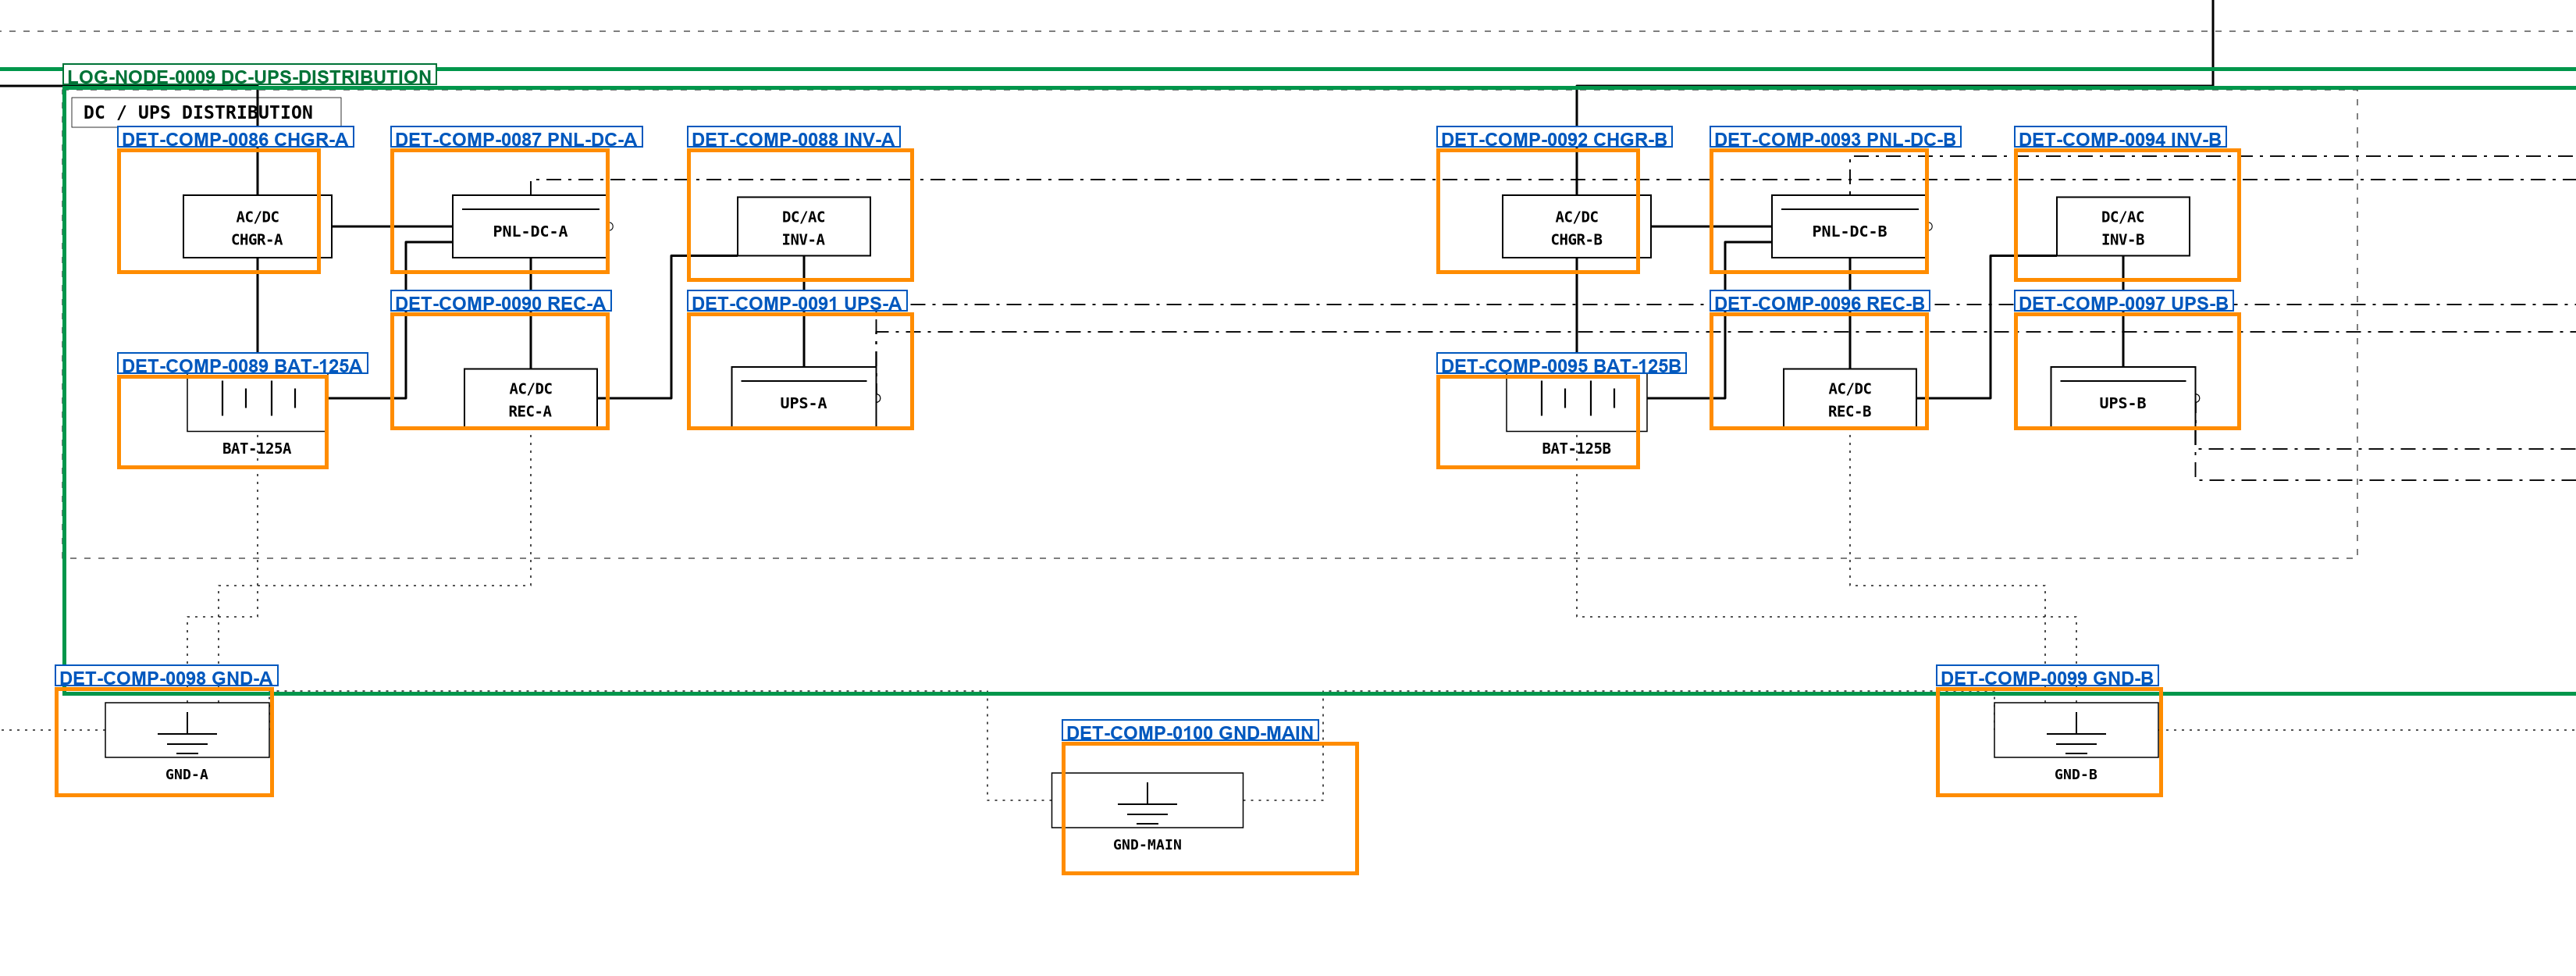 LOG-NODE-0009 DC-UPS-DISTRIBUTION
DC / UPS DISTRIBUTION
DET-COMP-0086 CHGR-A
DET-COMP-0087 PNL-DC-A
DET-COMP-0088 INV-A
DET-COMP-0092 CHGR-B
DET-COMP-0093 PNL-DC-B
DET-COMP-0094 INV-B
AC/DC
CHGR-A
PNL-DC-A
DC/AC
INV-A
AC/DC
CHGR-B
PNL-DC-B
DC/AC
INV-B
DET-COMP-0090 REC-A
DET-COMP-0091 UPS-A
DET-COMP-0096 REC-B
DET-COMP-0097 UPS-B
DET-COMP-0089 BAT-125A
DET-COMP-0095 BAT-125B
AC/DC
REC-A
UPS-A
AC/DC
REC-B
UPS-B
BAT-125A
BAT-125B
DET-COMP-0098 GND-A
DET-COMP-0099 GND-B
DET-COMP-0100 GND-MAIN
GND-A
GND-B
GND-MAIN